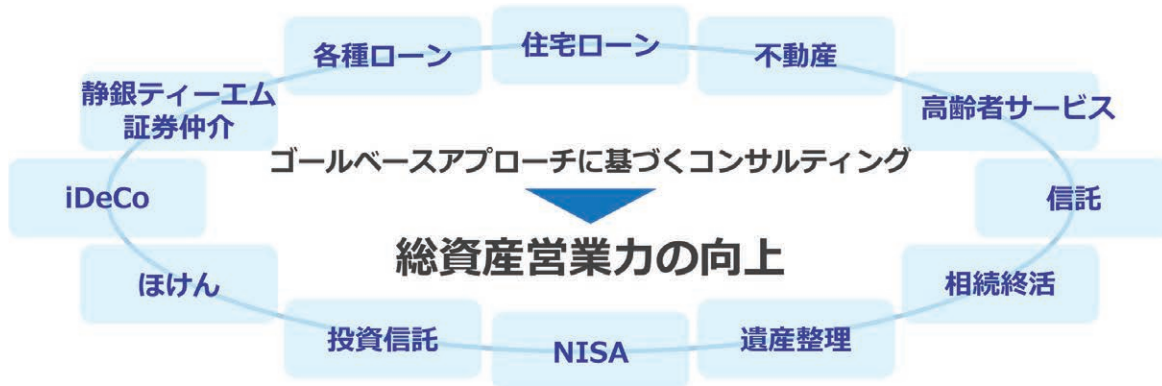 各種ローン
住宅ローン
不動産
静銀ティーエム
証券仲介
高齢者サービス
ゴールベースアプローチに基づくコンサルティング
iDeCo
信託
総資産営業力の向上
ほけん
相続終活
投資信託
NISA
遺産整理